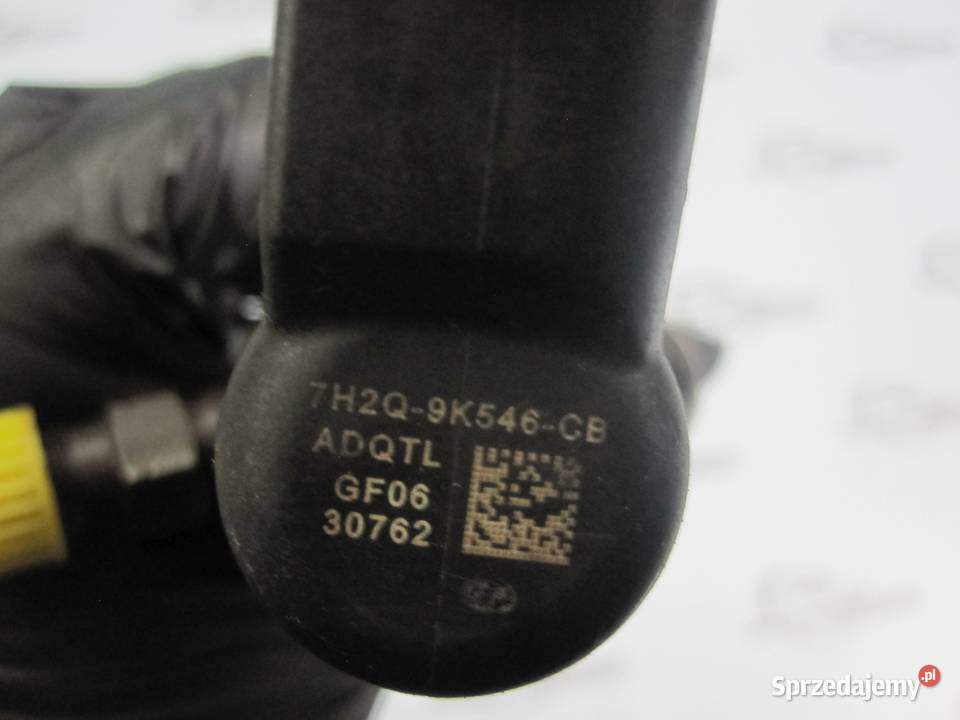 7H2Q-9K546-CB
ADQTL
GF06
30762
Sprzedajemy.pl